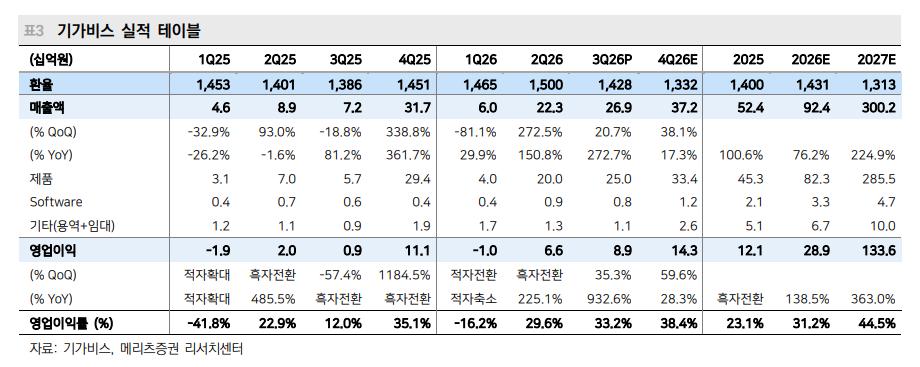 표3 기가비스 실적 테이블
(십억원) 1Q25 2Q25 3Q25 4Q25 1Q26 2Q26 3Q26P 4Q26E 2025 2026E 2027E
환율 1,453 1,401 1,386 1,451 1,465 1,500 1,428 1,332 1,400 1,431 1,313
매출액 4.6 8.9 7.2 31.7 6.0 22.3 26.9 37.2 52.4 92.4 300.2
(% QoQ) -32.9% 93.0% -18.8% 338.8% -81.1% 272.5% 20.7% 38.1%
(% YoY) -26.2% -1.6% 81.2% 361.7% 29.9% 150.8% 272.7% 17.3% 100.6% 76.2% 224.9%
제품 3.1 7.0 5.7 29.4 4.0 20.0 25.0 33.4 45.3 82.3 285.5
Software 0.4 0.7 0.6 0.4 0.4 0.9 0.8 1.2 2.1 3.3 4.7
기타(용역+임대) 1.2 1.1 0.9 1.9 1.7 1.3 1.1 2.6 5.1 6.7 10.0
영업이익 -1.9 2.0 0.9 11.1 -1.0 6.6 8.9 14.3 12.1 28.9 133.6
(% QoQ) 적자확대 흑자전환 -57.4% 1184.5% 적자전환 흑자전환 35.3% 59.6%
(% YoY) 적자확대 485.5% 흑자전환 흑자전환 적자축소 225.1% 932.6% 28.3% 흑자전환 138.5% 363.0%
영업이익률 (%) -41.8% 22.9% 12.0% 35.1% -16.2% 29.6% 33.2% 38.4% 23.1% 31.2% 44.5%
자료: 기가비스, 메리츠증권 리서치센터